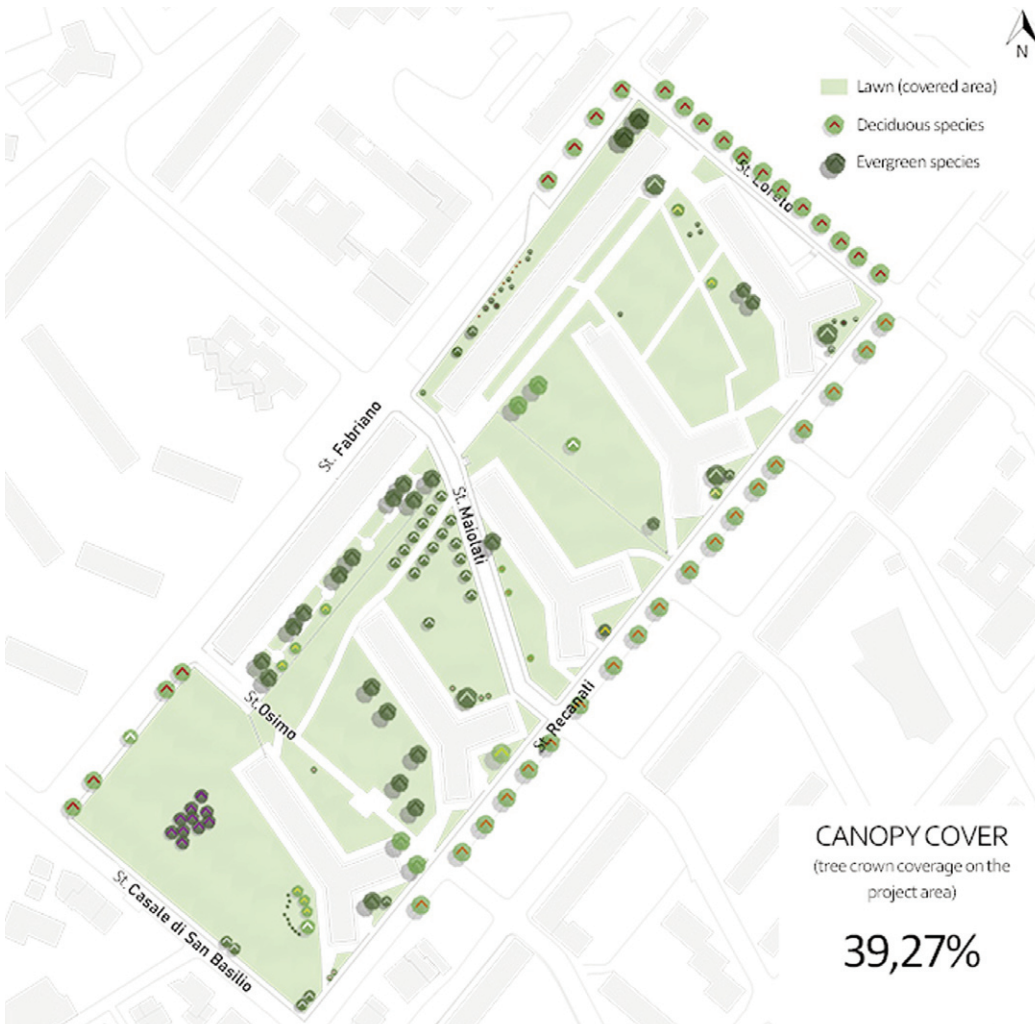 N
Lawn (covered area)
Deciduous species
Evergreen species
St. Loreto
St. Fabriano
St. Maiolati
St. Osimo
St. Recanati
St. Casale di San Basilio
CANOPY COVER
(tree crown coverage on the
project area)
39,27%